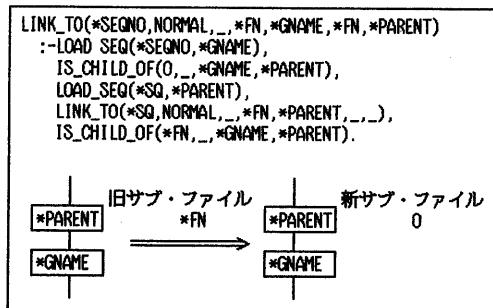 LINK_TO(*SEQNO,NORMAL,_,*FN,*GNAME,*FN,*PARENT)
:-LOAD_SEQ(*SEQNO,*GNAME),
IS_CHILD_OF(0,_,*GNAME,*PARENT),
LOAD_SEQ(*SQ,*PARENT),
LINK_TO(*SQ,NORMAL,_,*FN,*PARENT,_,_),
IS_CHILD_OF(*FN,_,*GNAME,*PARENT).
旧サブ・ファイル 新サブ・ファイル
*PARENT *FN *PARENT 0
*GNAME *GNAME